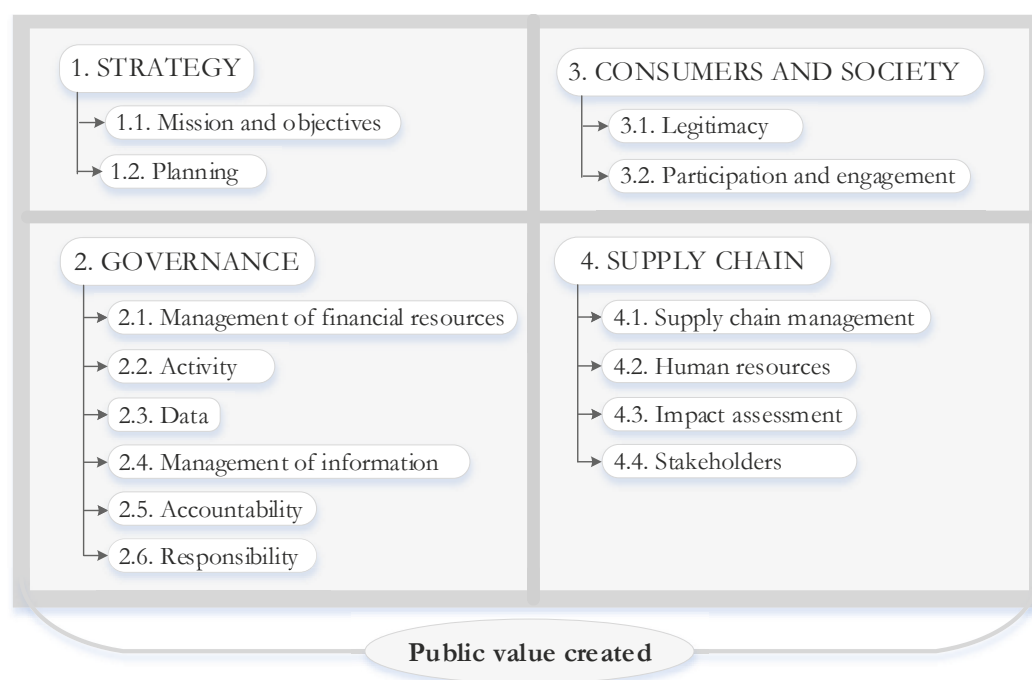 1. STRATEGY
1.1. Mission and objectives
1.2. Planning
2. GOVERNANCE
2.1. Management of financial resources
2.2. Activity
2.3. Data
2.4. Management of information
2.5. Accountability
2.6. Responsibility
3. CONSUMERS AND SOCIETY
3.1. Legitimacy
3.2. Participation and engagement
4. SUPPLY CHAIN
4.1. Supply chain management
4.2. Human resources
4.3. Impact assessment
4.4. Stakeholders
Public value created